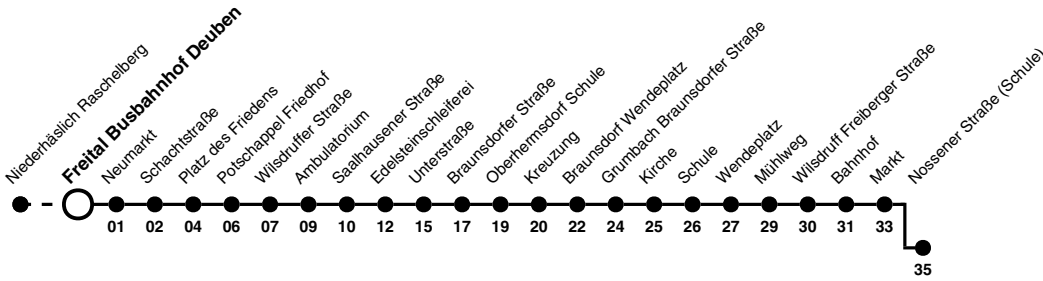 Niederhäslich Raschelberg
Freital Busbahnhof Deuben
Neumarkt
Schachtstraße
Platz des Friedens
Potschappel Friedhof
Wilsdruffer Straße
Ambulatorium
Saalhausener Straße
Edelsteinschleiferei
Unterstraße
Braunsdorfer Straße
Oberhermsdorf Schule
Kreuzung
Braunsdorf Wendeplatz
Grumbach Braunsdorfer Straße
Kirche
Schule
Wendeplatz
Mühlweg
Wilsdruff Freiberger Straße
Bahnhof
Markt
Nossener Straße (Schule)
01 02 04 06 07 09 10 12 15 17 19 20 22 24 25 26 27 29 30 31 33
35